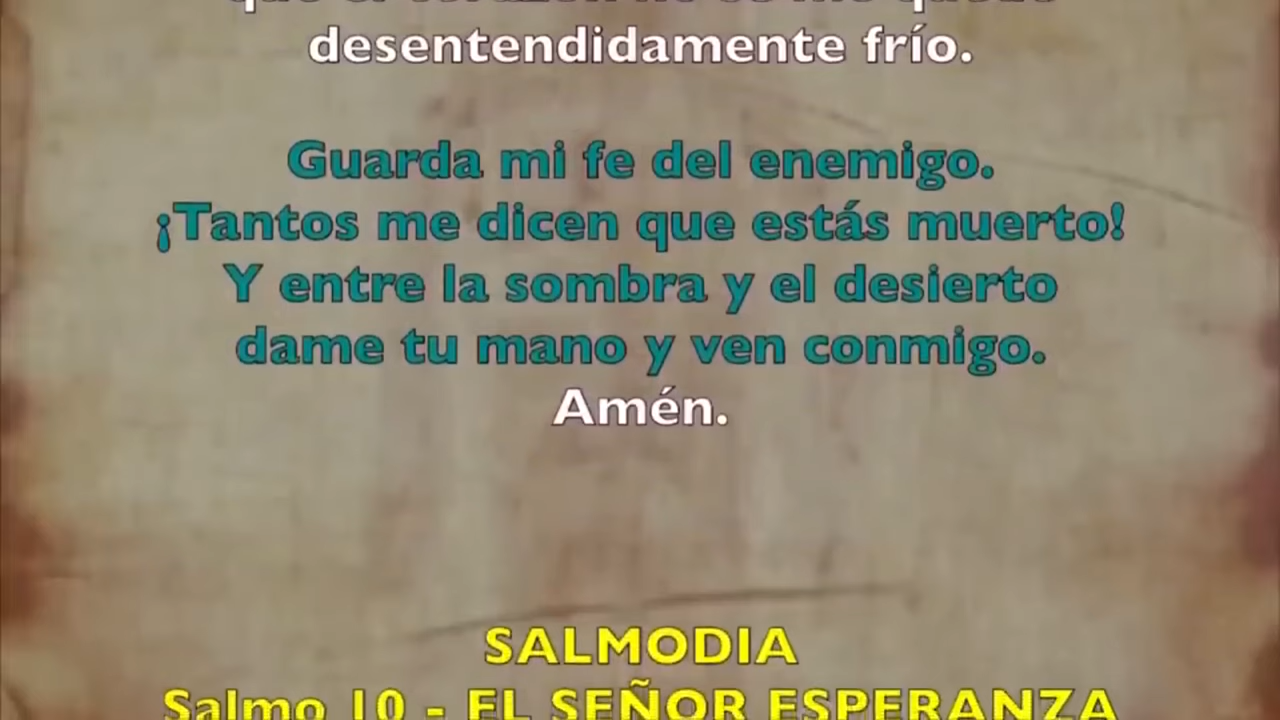 desentendidamente frío.
Guarda mi fe del enemigo.
¡Tantos me dicen que estás muerto!
Y entre la sombra y el desierto
dame tu mano y ven conmigo.
Amén.
SALMODIA
Salmo 10 - EL SEÑOR ESPERANZA